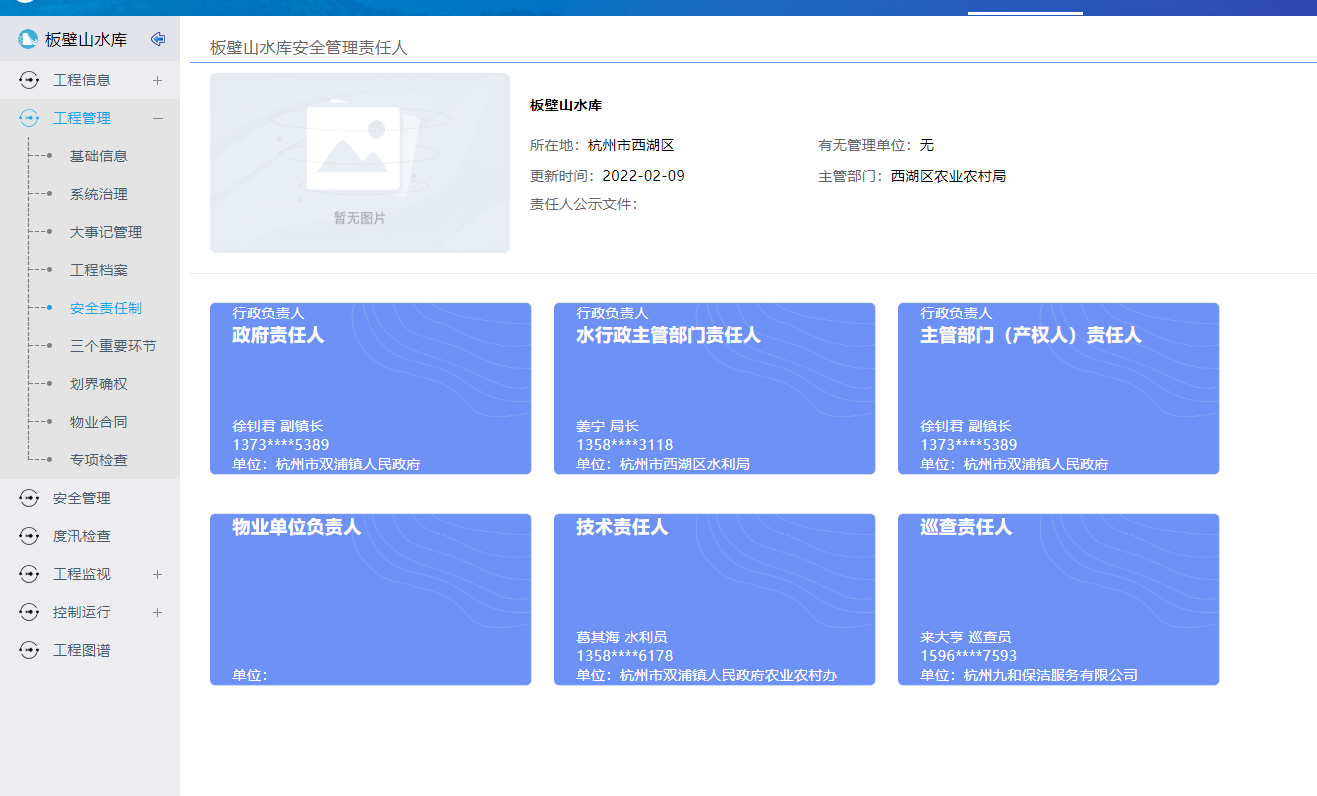 板壁山水库
工程信息
工程管理
基础信息
系统治理
大事记管理
工程档案
安全责任制
三个重要环节
划界确权
物业合同
专项检查
安全管理
度汛检查
工程监视
控制运行
工程图谱
板壁山水库安全管理责任人
暂无图片
板壁山水库
所在地：杭州市西湖区 有无管理单位：无
更新时间：2022-02-09 主管部门：西湖区农业农村局
责任人公示文件：
行政负责人
政府责任人
徐钊君 副镇长
1373****5389
单位：杭州市双浦镇人民政府
行政负责人
水行政主管部门责任人
姜宁 局长
1358****3118
单位：杭州市西湖区水利局
行政负责人
主管部门（产权人）责任人
徐钊君 副镇长
1373****5389
单位：杭州市双浦镇人民政府
物业单位负责人
单位：
技术责任人
葛其海 水利员
1358****6178
单位：杭州市双浦镇人民政府农业农村办
巡查责任人
来大亨 巡查员
1596****7593
单位：杭州九和保洁服务有限公司